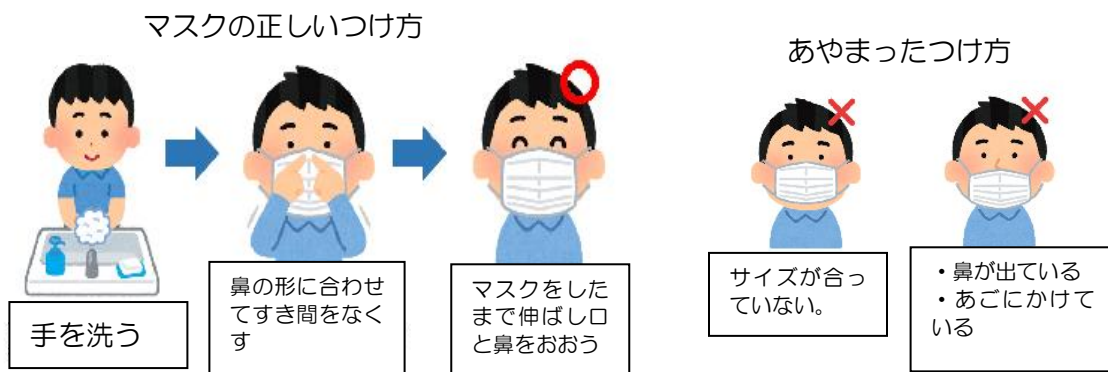 マスクの正しいつけ方
手を洗う
鼻の形に合わせ
てすき間をなく
す
マスクをした
まで伸ばし口
と鼻をおおう
あやまったつけ方
サイズが合っ
ていない。
・鼻が出ている
・あごにかけて
いる